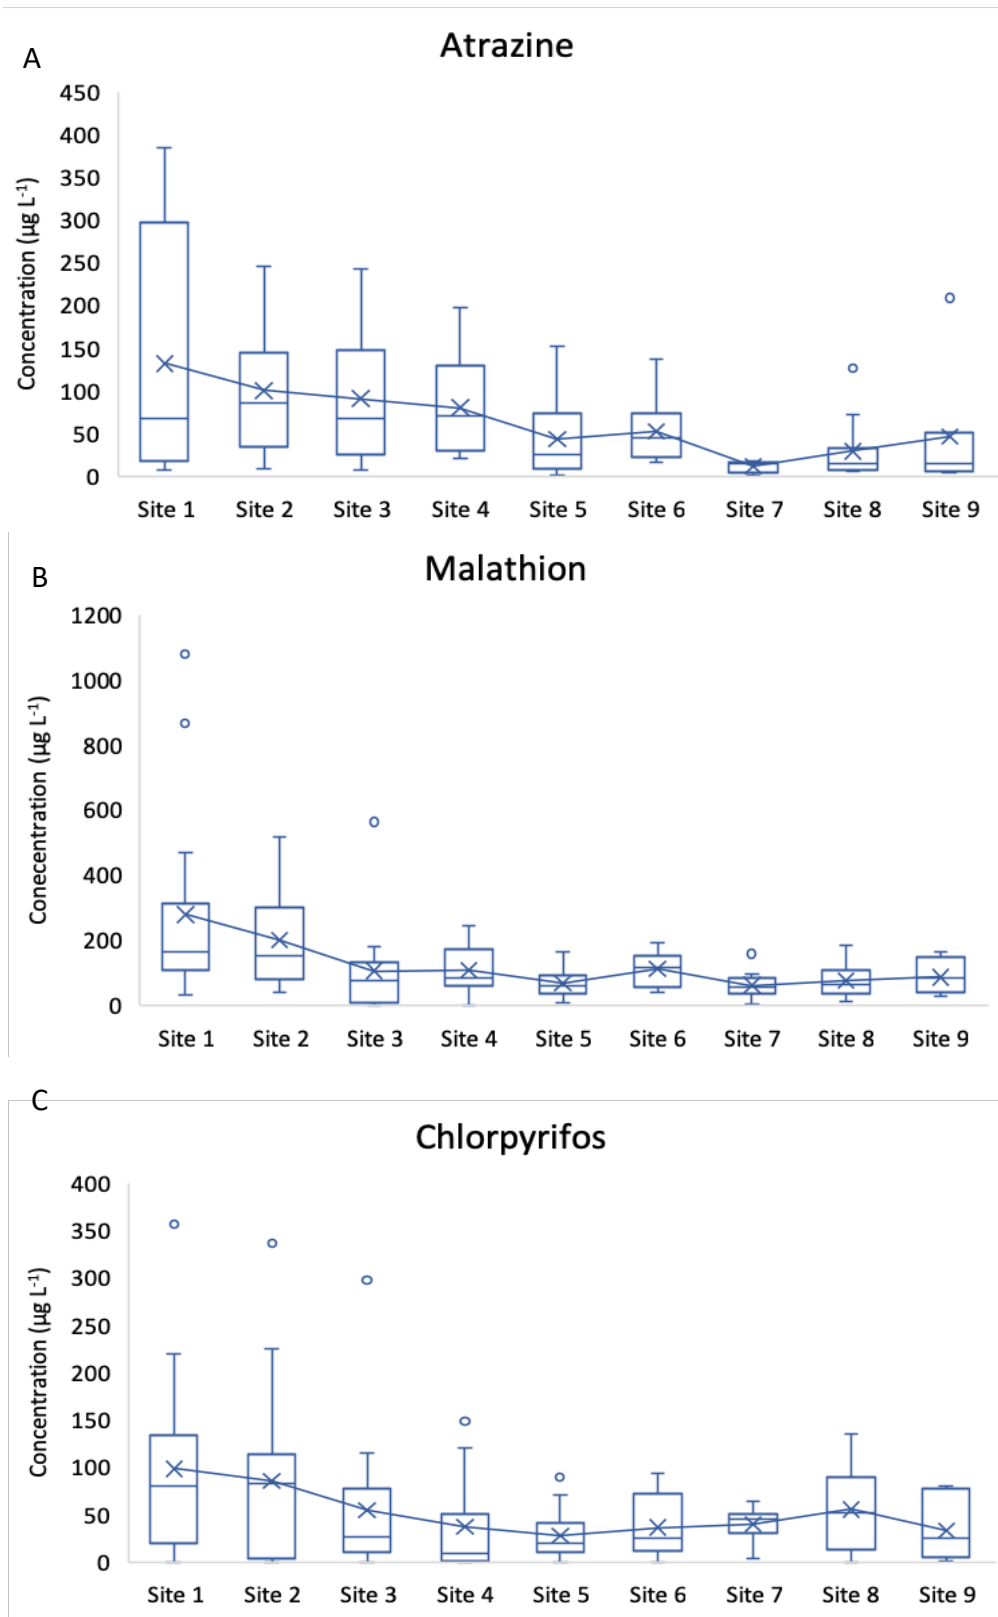 A
Atrazine
Concentration (µg L⁻¹)
450
400
350
300
250
200
150
100
50
0
Site 1 Site 2 Site 3 Site 4 Site 5 Site 6 Site 7 Site 8 Site 9
B
Malathion
Conecentration (µg L⁻¹)
1200
1000
800
600
400
200
0
Site 1 Site 2 Site 3 Site 4 Site 5 Site 6 Site 7 Site 8 Site 9
C
Chlorpyrifos
Concentration (µg L⁻¹)
400
350
300
250
200
150
100
50
0
Site 1 Site 2 Site 3 Site 4 Site 5 Site 6 Site 7 Site 8 Site 9